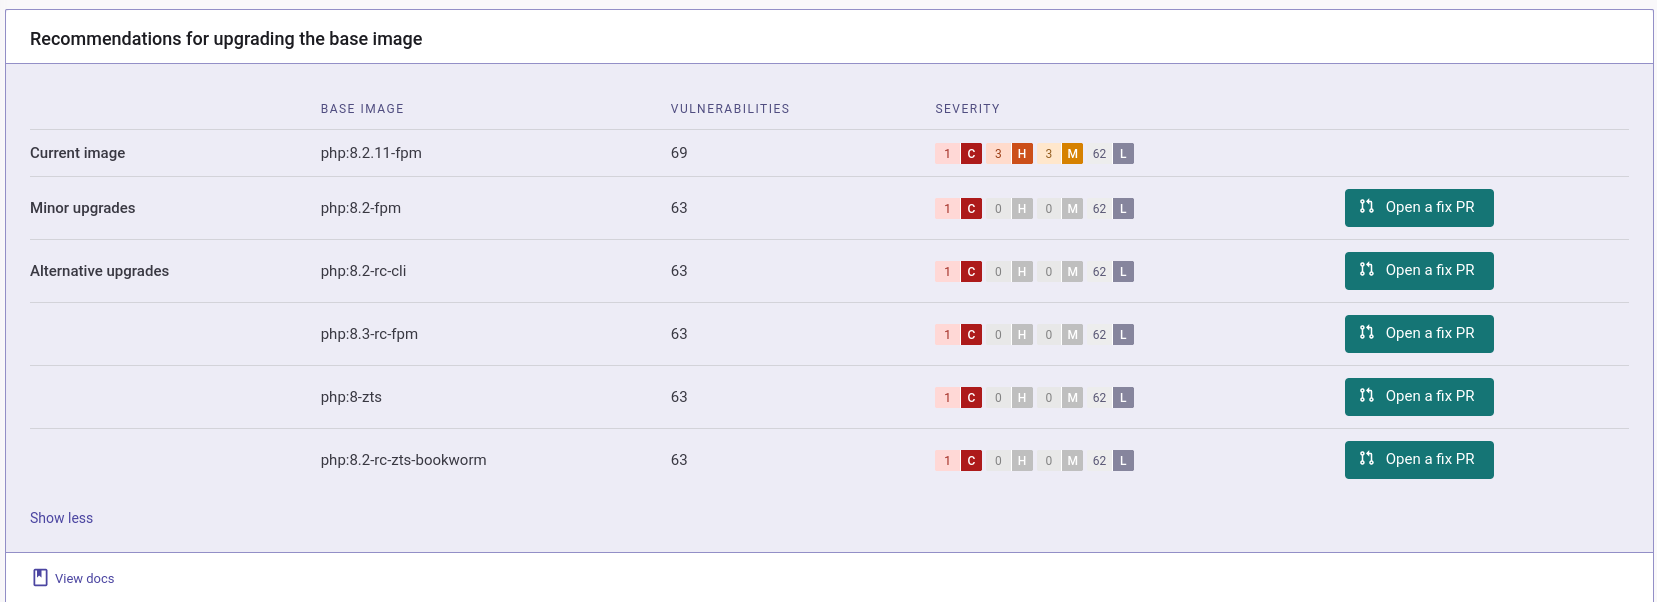 Recommendations for upgrading the base image
BASE IMAGE VULNERABILITIES SEVERITY
Current image php:8.2.11-fpm 69 1 C 3 H 3 M 62 L
Minor upgrades php:8.2-fpm 63 1 C 0 H 0 M 62 L Open a fix PR
Alternative upgrades php:8.2-rc-cli 63 1 C 0 H 0 M 62 L Open a fix PR
php:8.3-rc-fpm 63 1 C 0 H 0 M 62 L Open a fix PR
php:8-zts 63 1 C 0 H 0 M 62 L Open a fix PR
php:8.2-rc-zts-bookworm 63 1 C 0 H 0 M 62 L Open a fix PR
Show less
View docs